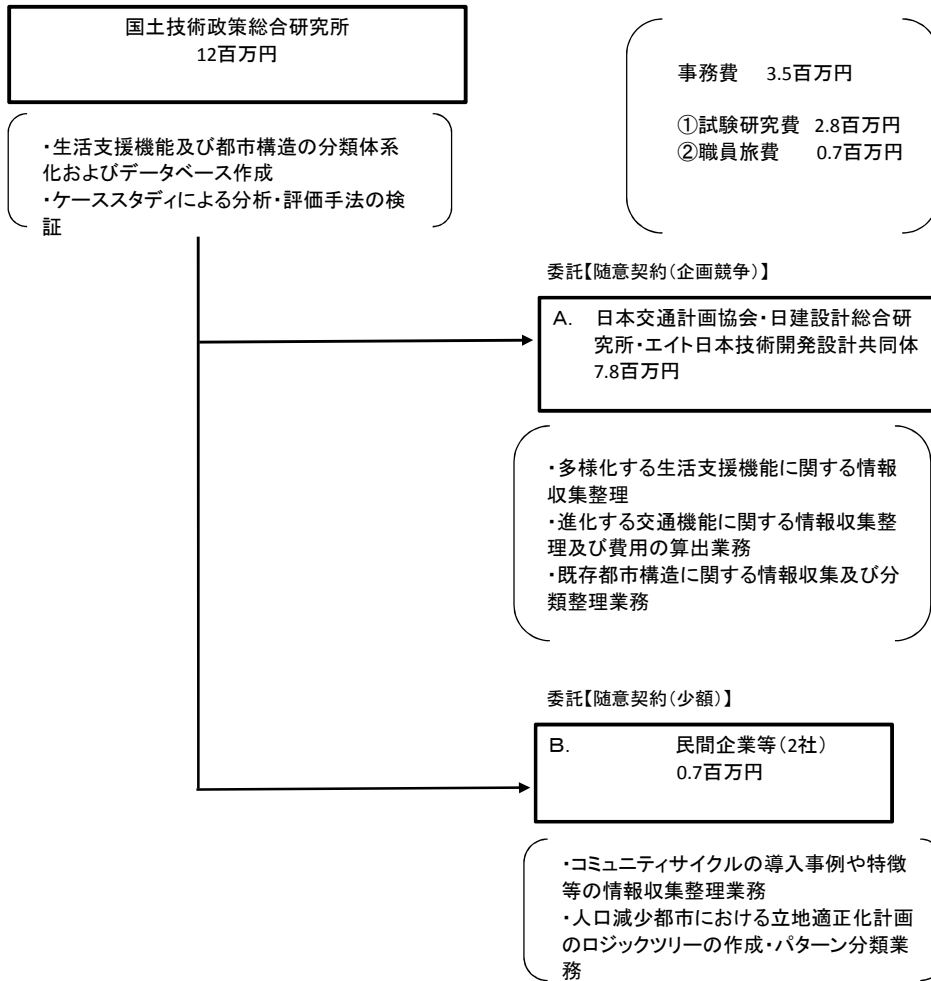 国土技術政策総合研究所
12百万円
事務費 3.5百万円
①試験研究費 2.8百万円
②職員旅費 0.7百万円
・生活支援機能及び都市構造の分類体系
化およびデータベース作成
・ケーススタディによる分析・評価手法の検
証
委託【随意契約(企画競争)】
A. 日本交通計画協会・日建設計総合研
究所・エイト日本技術開発設計共同体
7.8百万円
・多様化する生活支援機能に関する情報
収集整理
・進化する交通機能に関する情報収集整
理及び費用の算出業務
・既存都市構造に関する情報収集及び分
類整理業務
委託【随意契約(少額)】
B. 民間企業等(2社)
0.7百万円
・コミュニティサイクルの導入事例や特徴
等の情報収集整理業務
・人口減少都市における立地適正化計画
のロジックツリーの作成・パターン分類業
務